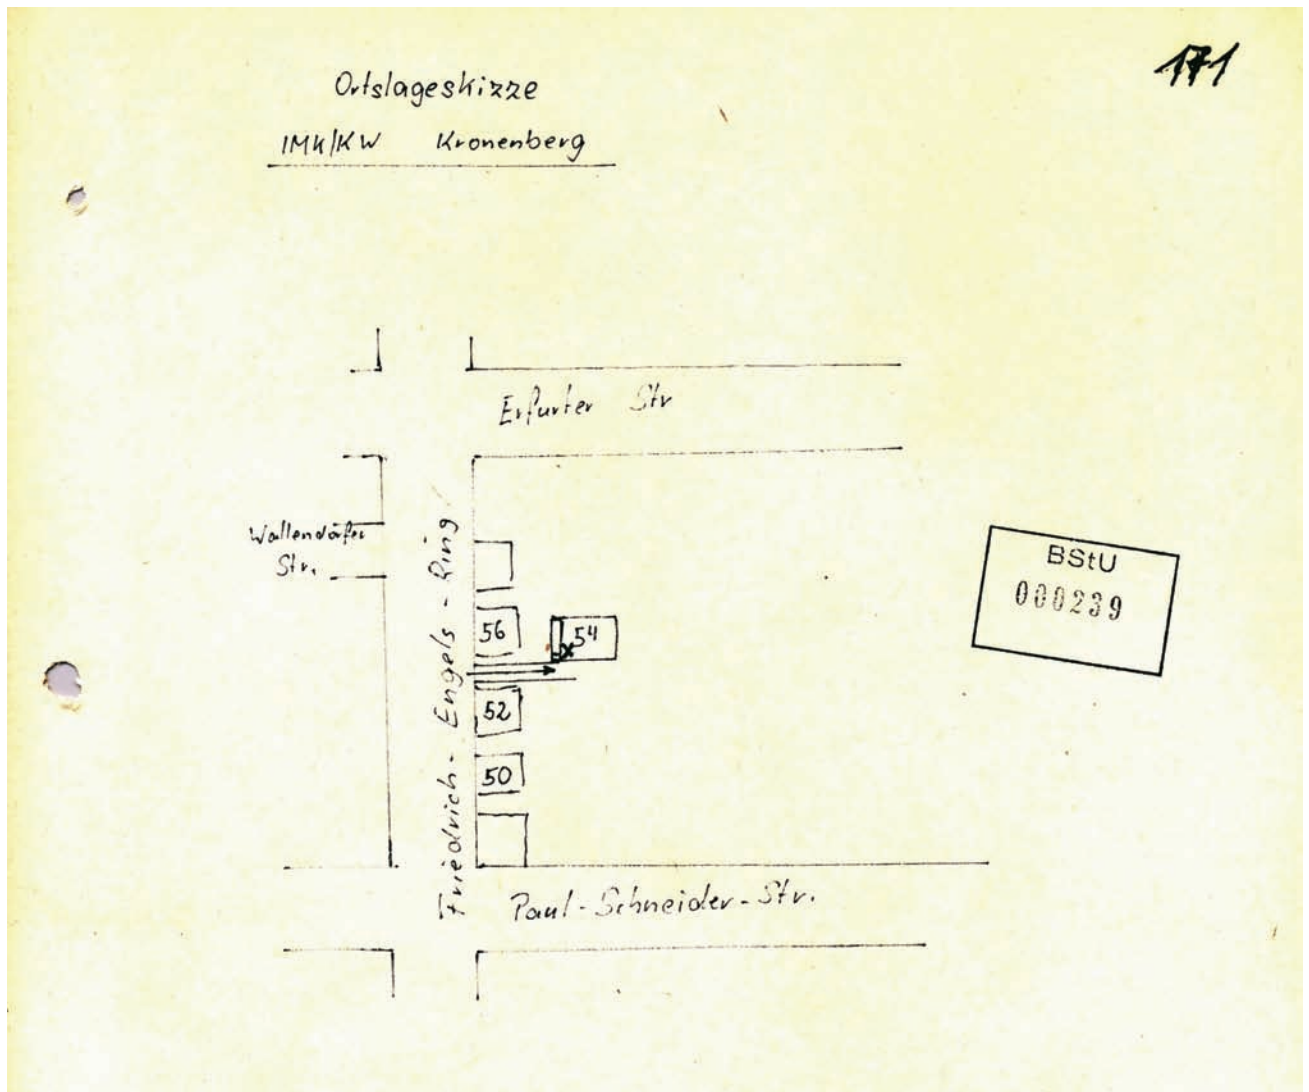 171
Ortslageskizze
IMK/KW Kronenberg
Erfurter Str
Wallendorfer
Str.
Friedrich-Engels-Ring
56
54
52
50
Paul-Schneider-Str.
BStU
000239